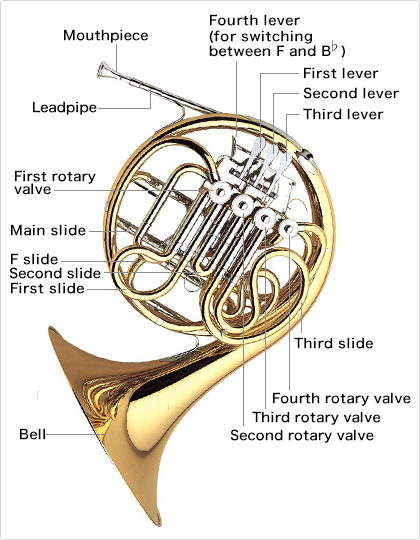 Fourth lever
(for switching
between F and B♭)
Mouthpiece
First lever
Second lever
Leadpipe
Third lever
First rotary
valve
Main slide
F slide
Second slide
First slide
Third slide
Fourth rotary valve
Third rotary valve
Second rotary valve
Bell